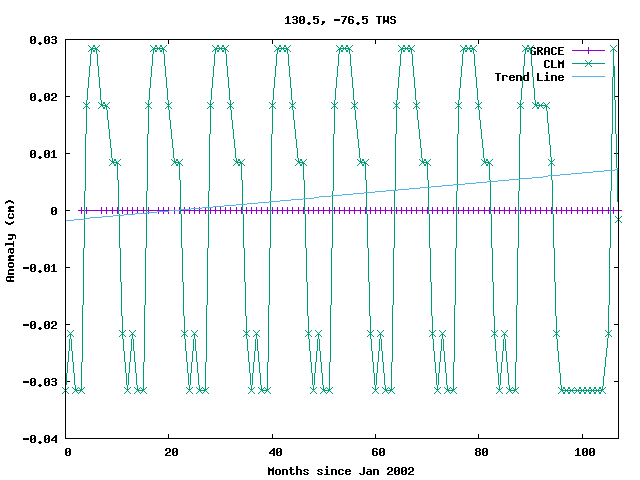 130.5, -76.5 TWS
GRACE
CLM
Trend Line
0.03
0.02
0.01
0
-0.01
-0.02
-0.03
-0.04
Anomaly (cm)
0 20 40 60 80 100
Months since Jan 2002